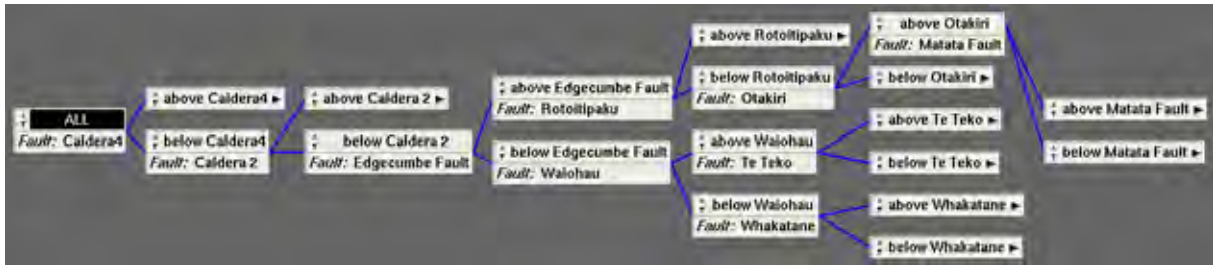 ALL
Fault: Caldera4
above Caldera4
below Caldera4
Fault: Caldera 2
above Caldera 2
below Caldera 2
Fault: Edgecumbe Fault
above Edgecumbe Fault
Fault: Rotoitipaku
below Edgecumbe Fault
Fault: Waiohau
above Rotoitipaku
below Rotoitipaku
Fault: Otakiri
above Waiohau
Fault: Te Teko
below Waiohau
Fault: Whakatane
above Otakiri
Fault: Matata Fault
below Otakiri
above Te Teko
below Te Teko
above Whakatane
below Whakatane
above Matata Fault
below Matata Fault